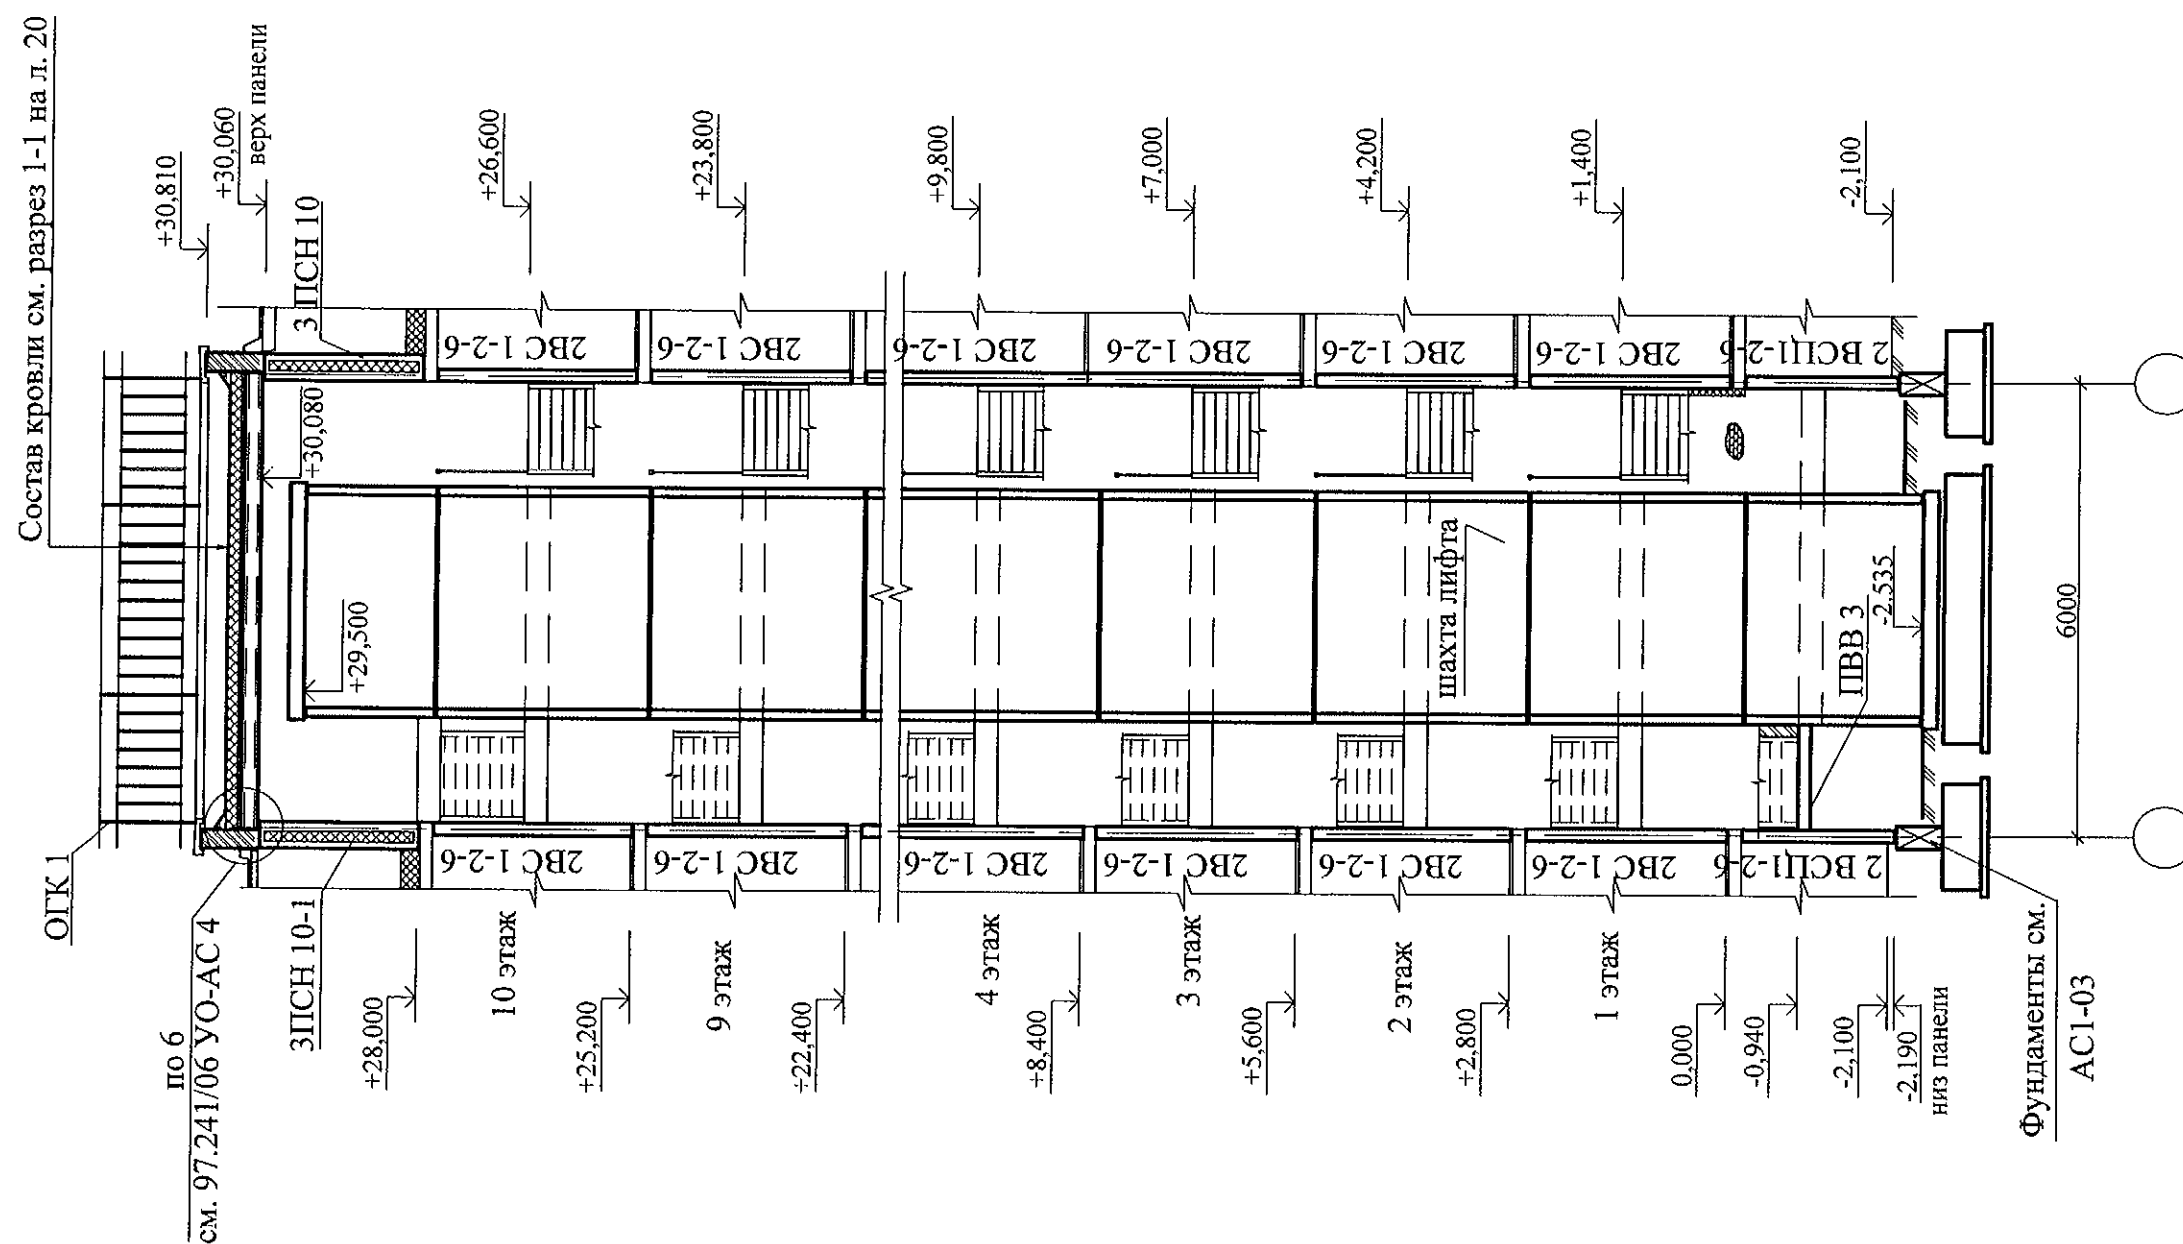 Состав кровли см. разрез 1-1 на л. 20
+30,810
+30,060
верх панели
3 ПСН 10
+26,600
+23,800
+9,800
+7,000
+4,200
+1,400
-2,100
2ВС 1-2-6
2ВС 1-2-6
2ВС 1-2-6
2ВС 1-2-6
2ВС 1-2-6
2ВС 1-2-6
2 ВСЦ1-2-6
+30,080
+29,500
шахта лифта
ПВВ 3
-2,535
6000
2ВС 1-2-6
2ВС 1-2-6
2ВС 1-2-6
2ВС 1-2-6
2ВС 1-2-6
2ВС 1-2-6
2 ВСЦ1-2-6
ОГК 1
по 6
см. 97.241/06 УО-АС 4
3ПСН 10-1
10 этаж
9 этаж
4 этаж
3 этаж
2 этаж
1 этаж
+28,000
+25,200
+22,400
+8,400
+5,600
+2,800
0,000
-0,940
-2,100
-2,190
низ панели
Фундаменты см.
АС1-03